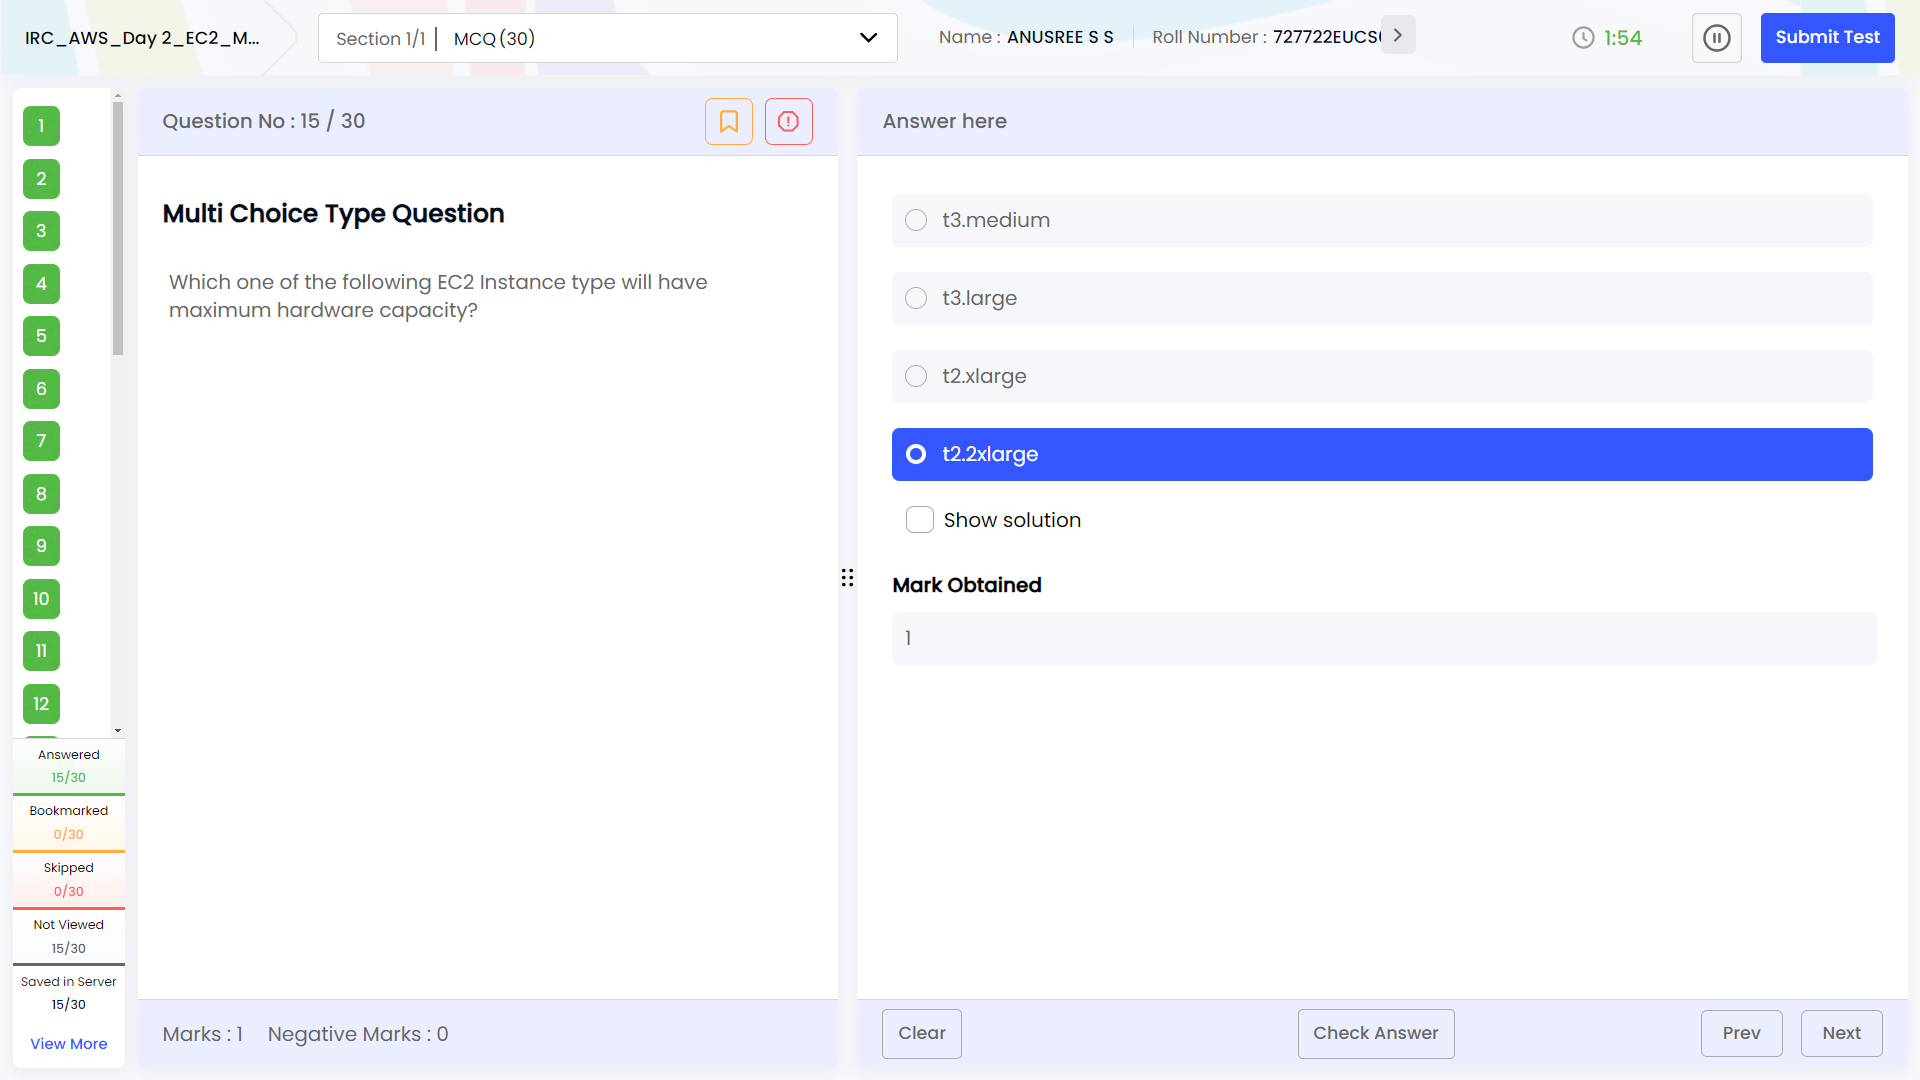 IRC_AWS_Day 2_EC2_M...
Section 1/1 | MCQ (30)
Name : ANUSREE S S
Roll Number : 727722EUCS
1:54
Submit Test
1
2
3
4
5
6
7
8
9
10
11
12
Answered
15/30
Bookmarked
0/30
Skipped
0/30
Not Viewed
15/30
Saved in Server
15/30
View More
Question No : 15 / 30
Multi Choice Type Question
Which one of the following EC2 Instance type will have
maximum hardware capacity?
Marks : 1 Negative Marks : 0
Answer here
t3.medium
t3.large
t2.xlarge
t2.2xlarge
Show solution
Mark Obtained
1
Clear
Check Answer
Prev
Next